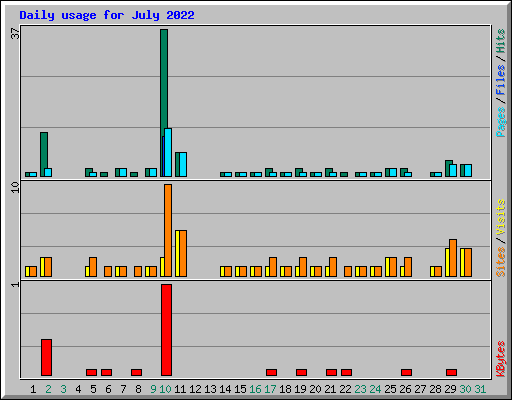 Daily usage for July 2022
37
Pages / Files / Hits
10
Sites / Visits
1
KBytes
1 2 3 4 5 6 7 8 9 10 11 12 13 14 15 16 17 18 19 20 21 22 23 24 25 26 27 28 29 30 31